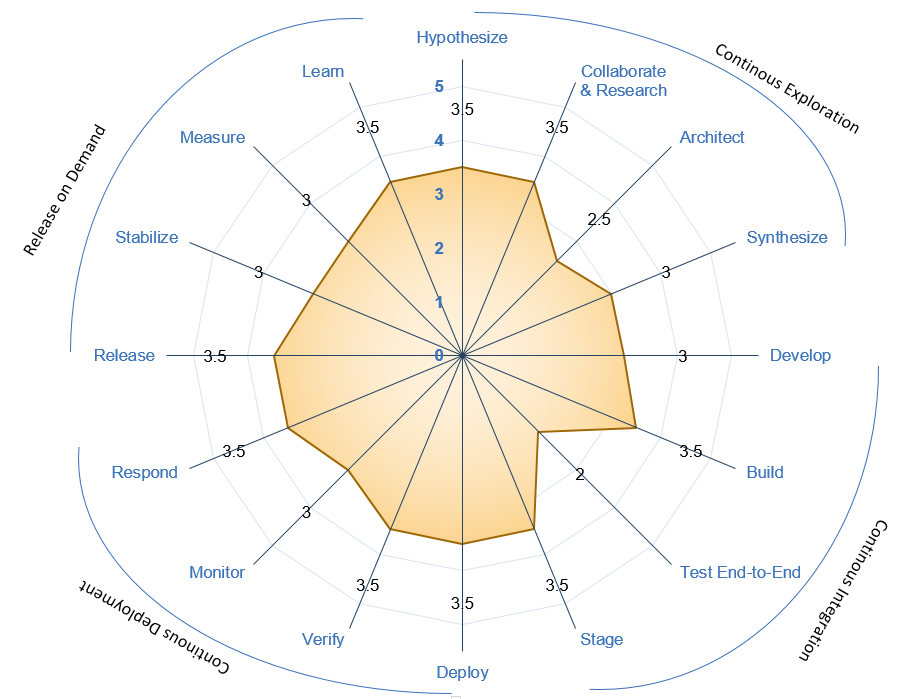 Hypothesize
Learn
Collaborate
& Research
Continous Exploration
5
3.5
3.5
3.5
Measure
Architect
4
Release on Demand
3
3
2.5
Stabilize
Synthesize
2
3
3
1
Release
3.5
0
3
Develop
Respond
3.5
3.5
Build
2
3
Monitor
Test End-to-End
3.5
3.5
3.5
Continous Integration
Continous Deployment
Verify
Stage
Deploy